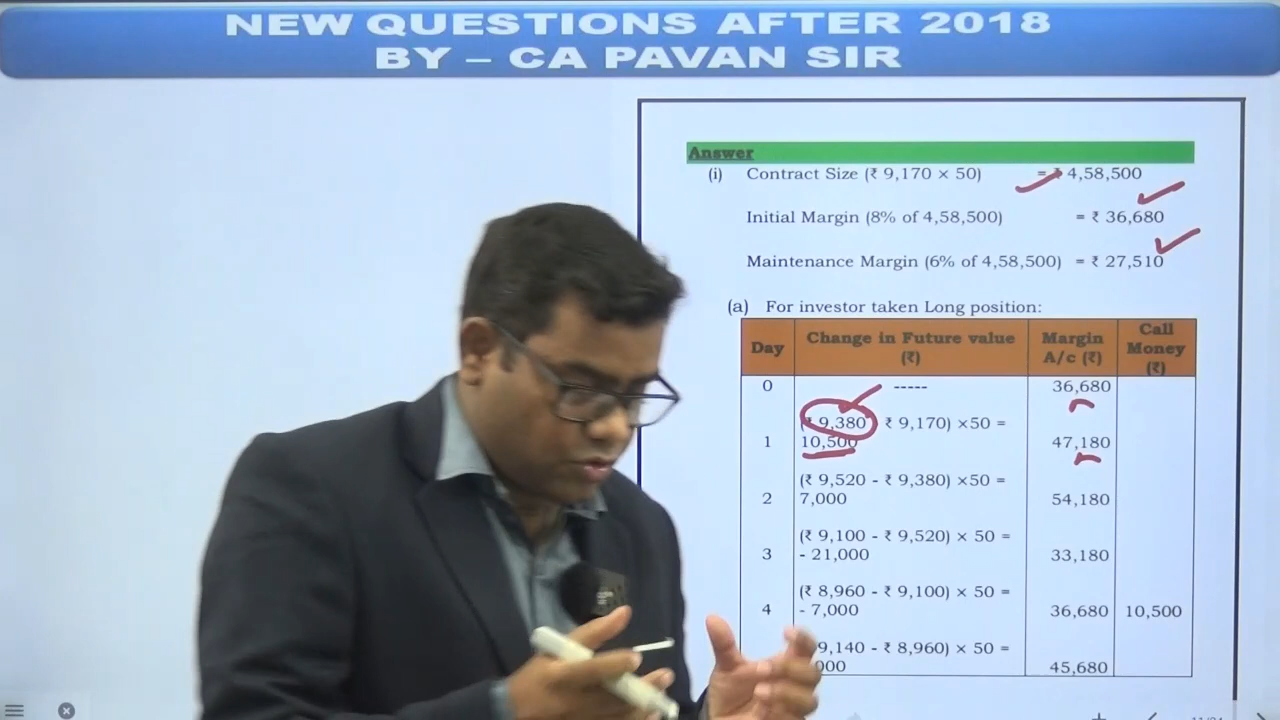 NEW QUESTIONS AFTER 2018
BY – CA PAVAN SIR
Answer
(i) Contract Size (₹ 9,170 × 50) = ₹ 4,58,500
Initial Margin (8% of 4,58,500) = ₹ 36,680
Maintenance Margin (6% of 4,58,500) = ₹ 27,510
(a) For investor taken Long position:
Day Change in Future value (₹) Margin A/c (₹) Call Money (₹)
0 ----- 36,680
(₹ 9,380 ₹ 9,170) ×50 =
1 10,500 47,180
(₹ 9,520 - ₹ 9,380) ×50 =
2 7,000 54,180
(₹ 9,100 - ₹ 9,520) × 50 =
3 - 21,000 33,180
(₹ 8,960 - ₹ 9,100) × 50 =
4 - 7,000 36,680 10,500
9,140 - ₹ 8,960) × 50 =
000 45,680